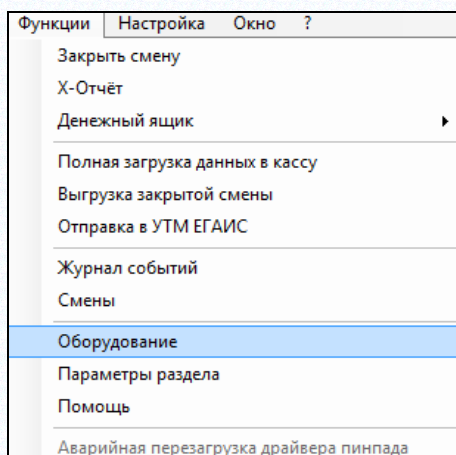 Функции Настройка Окно ?
Закрыть смену
X-Отчёт
Денежный ящик
Полная загрузка данных в кассу
Выгрузка закрытой смены
Отправка в УТМ ЕГАИС
Журнал событий
Смены
Оборудование
Параметры раздела
Помощь
Аварийная перезагрузка драйвера пинпада